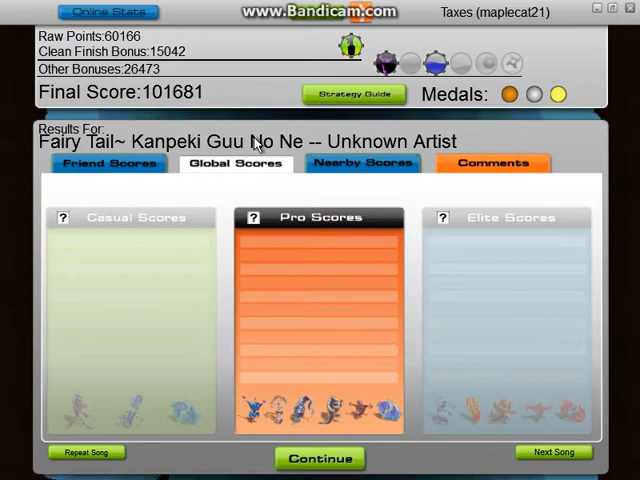 Online Stats
www.Bandicam.com
Taxes (maplecat21)
Raw Points:60166
Clean Finish Bonus:15042
Other Bonuses:26473
Final Score:101681
Strategy Guide
Medals:
Results For:
Fairy Tail~ Kanpeki Guu No Ne -- Unknown Artist
Friend Scores
Global Scores
Nearby Scores
Comments
? Casual Scores
? Pro Scores
? Elite Scores
Repeat Song
Continue
Next Song